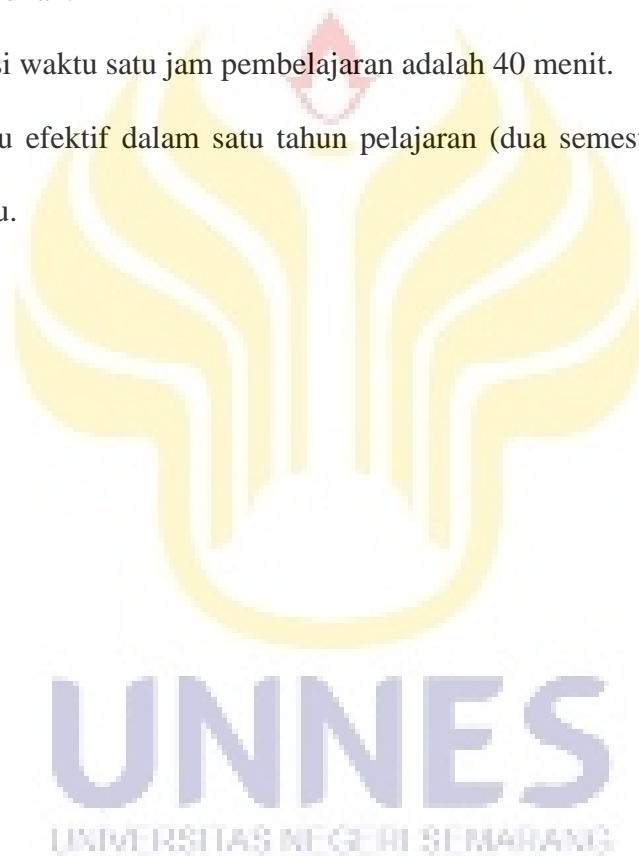 si waktu satu jam pembelajaran adalah 40 menit.
u efektif dalam satu tahun pelajaran (dua semest
u.
UNNES
UNIVERSITAS NEGERI SEMARANG